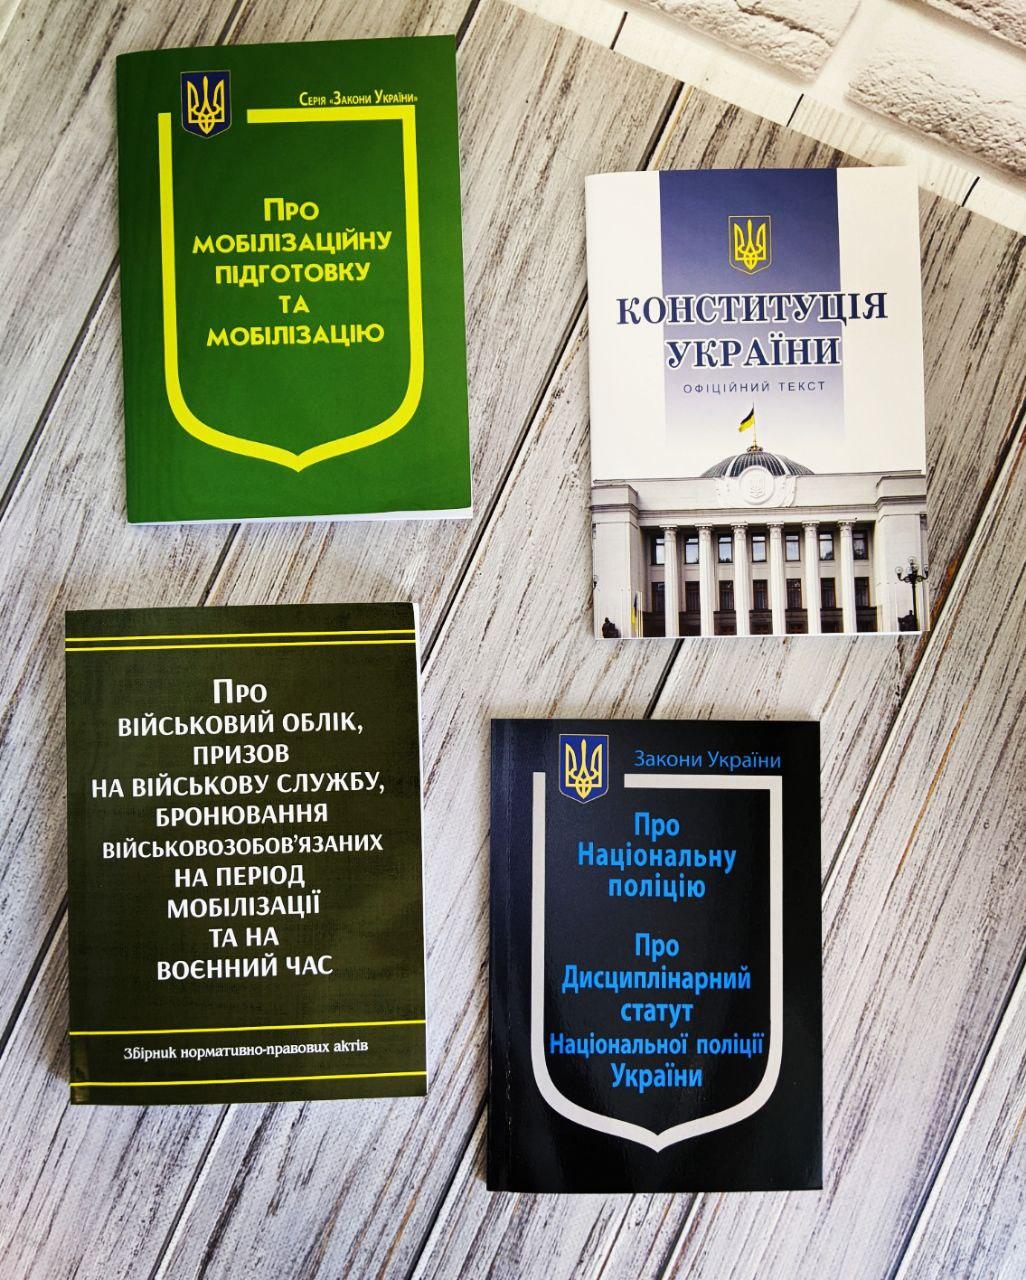 Серія «Закони України»
Про
мобілізаційну
підготовку
та
мобілізацію
КОНСТИТУЦІЯ
УКРАЇНИ
ОФІЦІЙНИЙ ТЕКСТ
Про
військовий облік,
призов
на військову службу,
бронювання
військовозобов’язаних
на період
мобілізації
та на
воєнний час
Збірник нормативно-правових актів
Закони України
Про
Національну
поліцію
Про
Дисциплінарний
статут
Національної поліції
України